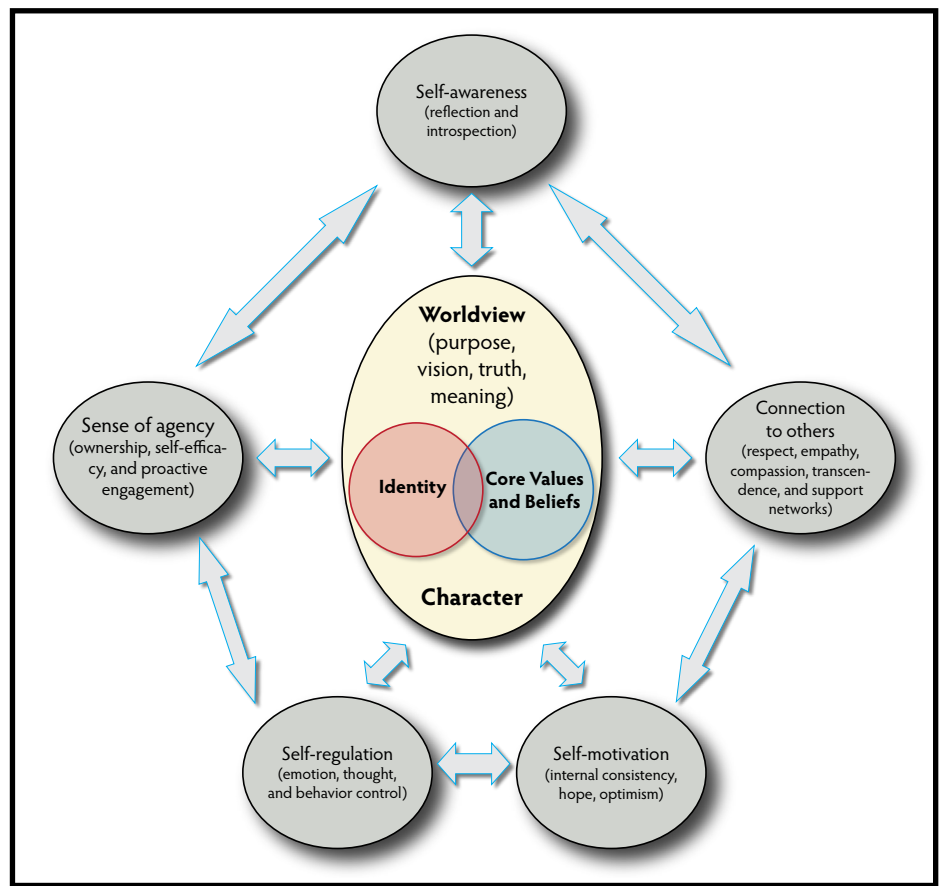 Self-awareness
(reflection and
introspection)
Worldview
(purpose,
vision, truth,
meaning)
Sense of agency
(ownership, self-effica-
cy, and proactive
engagement)
Identity
Core Values
and Beliefs
Connection
to others
(respect, empathy,
compassion, transcen-
dence, and support
networks)
Character
Self-regulation
(emotion, thought,
and behavior control)
Self-motivation
(internal consistency,
hope, optimism)